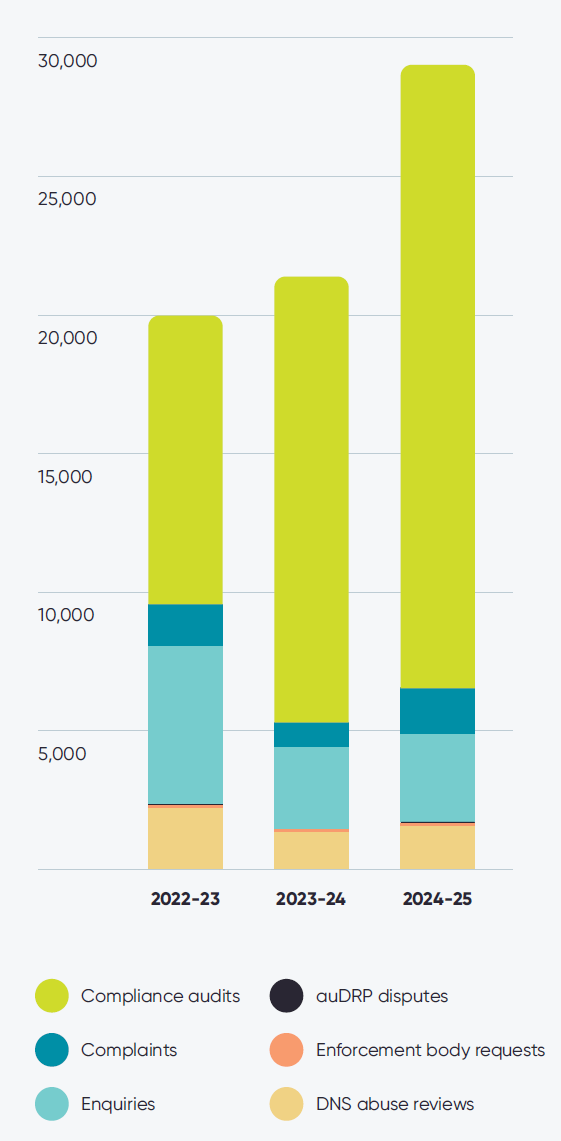 30,000
25,000
20,000
15,000
10,000
5,000
2022-23 2023-24 2024-25
Compliance audits auDRP disputes
Complaints Enforcement body requests
Enquiries DNS abuse reviews